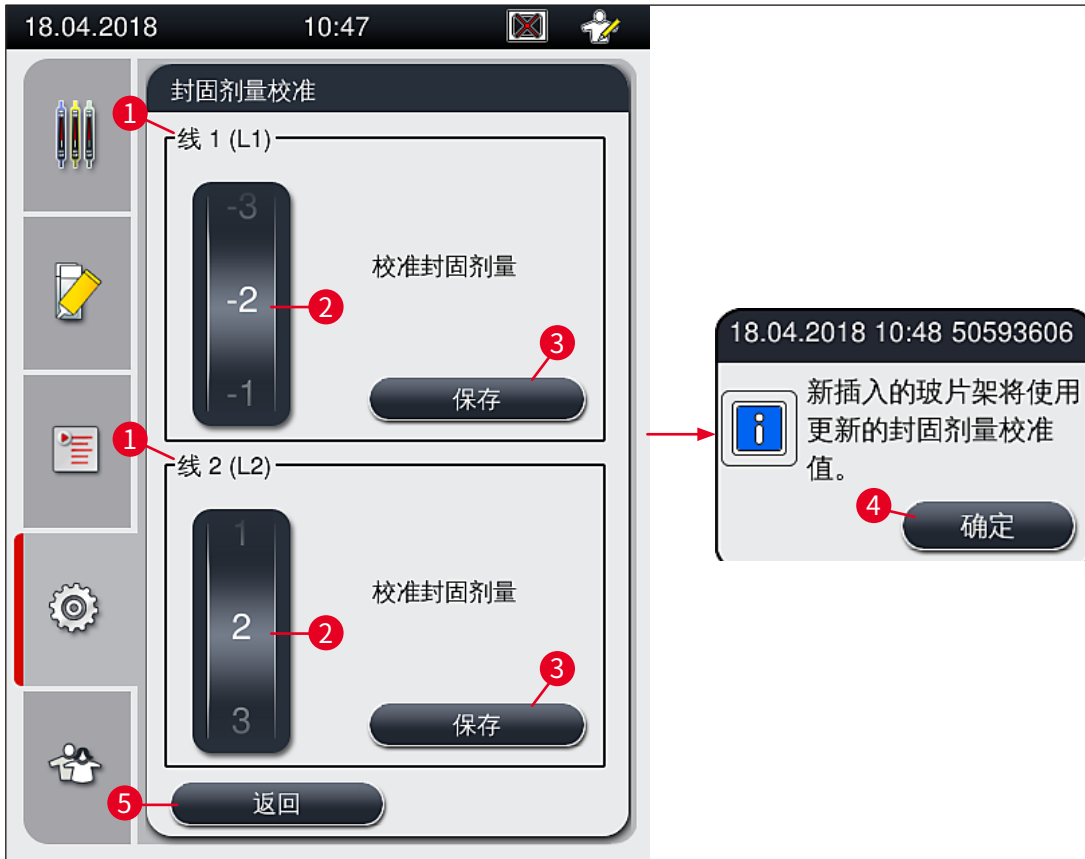 18.04.2018 10:47
封固剂量校准
1
线 1 (L1)
-3
-2
-1
2
校准封固剂量
3
保存
1
线 2 (L2)
1
2
3
2
校准封固剂量
3
保存
5
返回
18.04.2018 10:48 50593606
新插入的玻片架将使用
更新的封固剂量校准
值。
4
确定